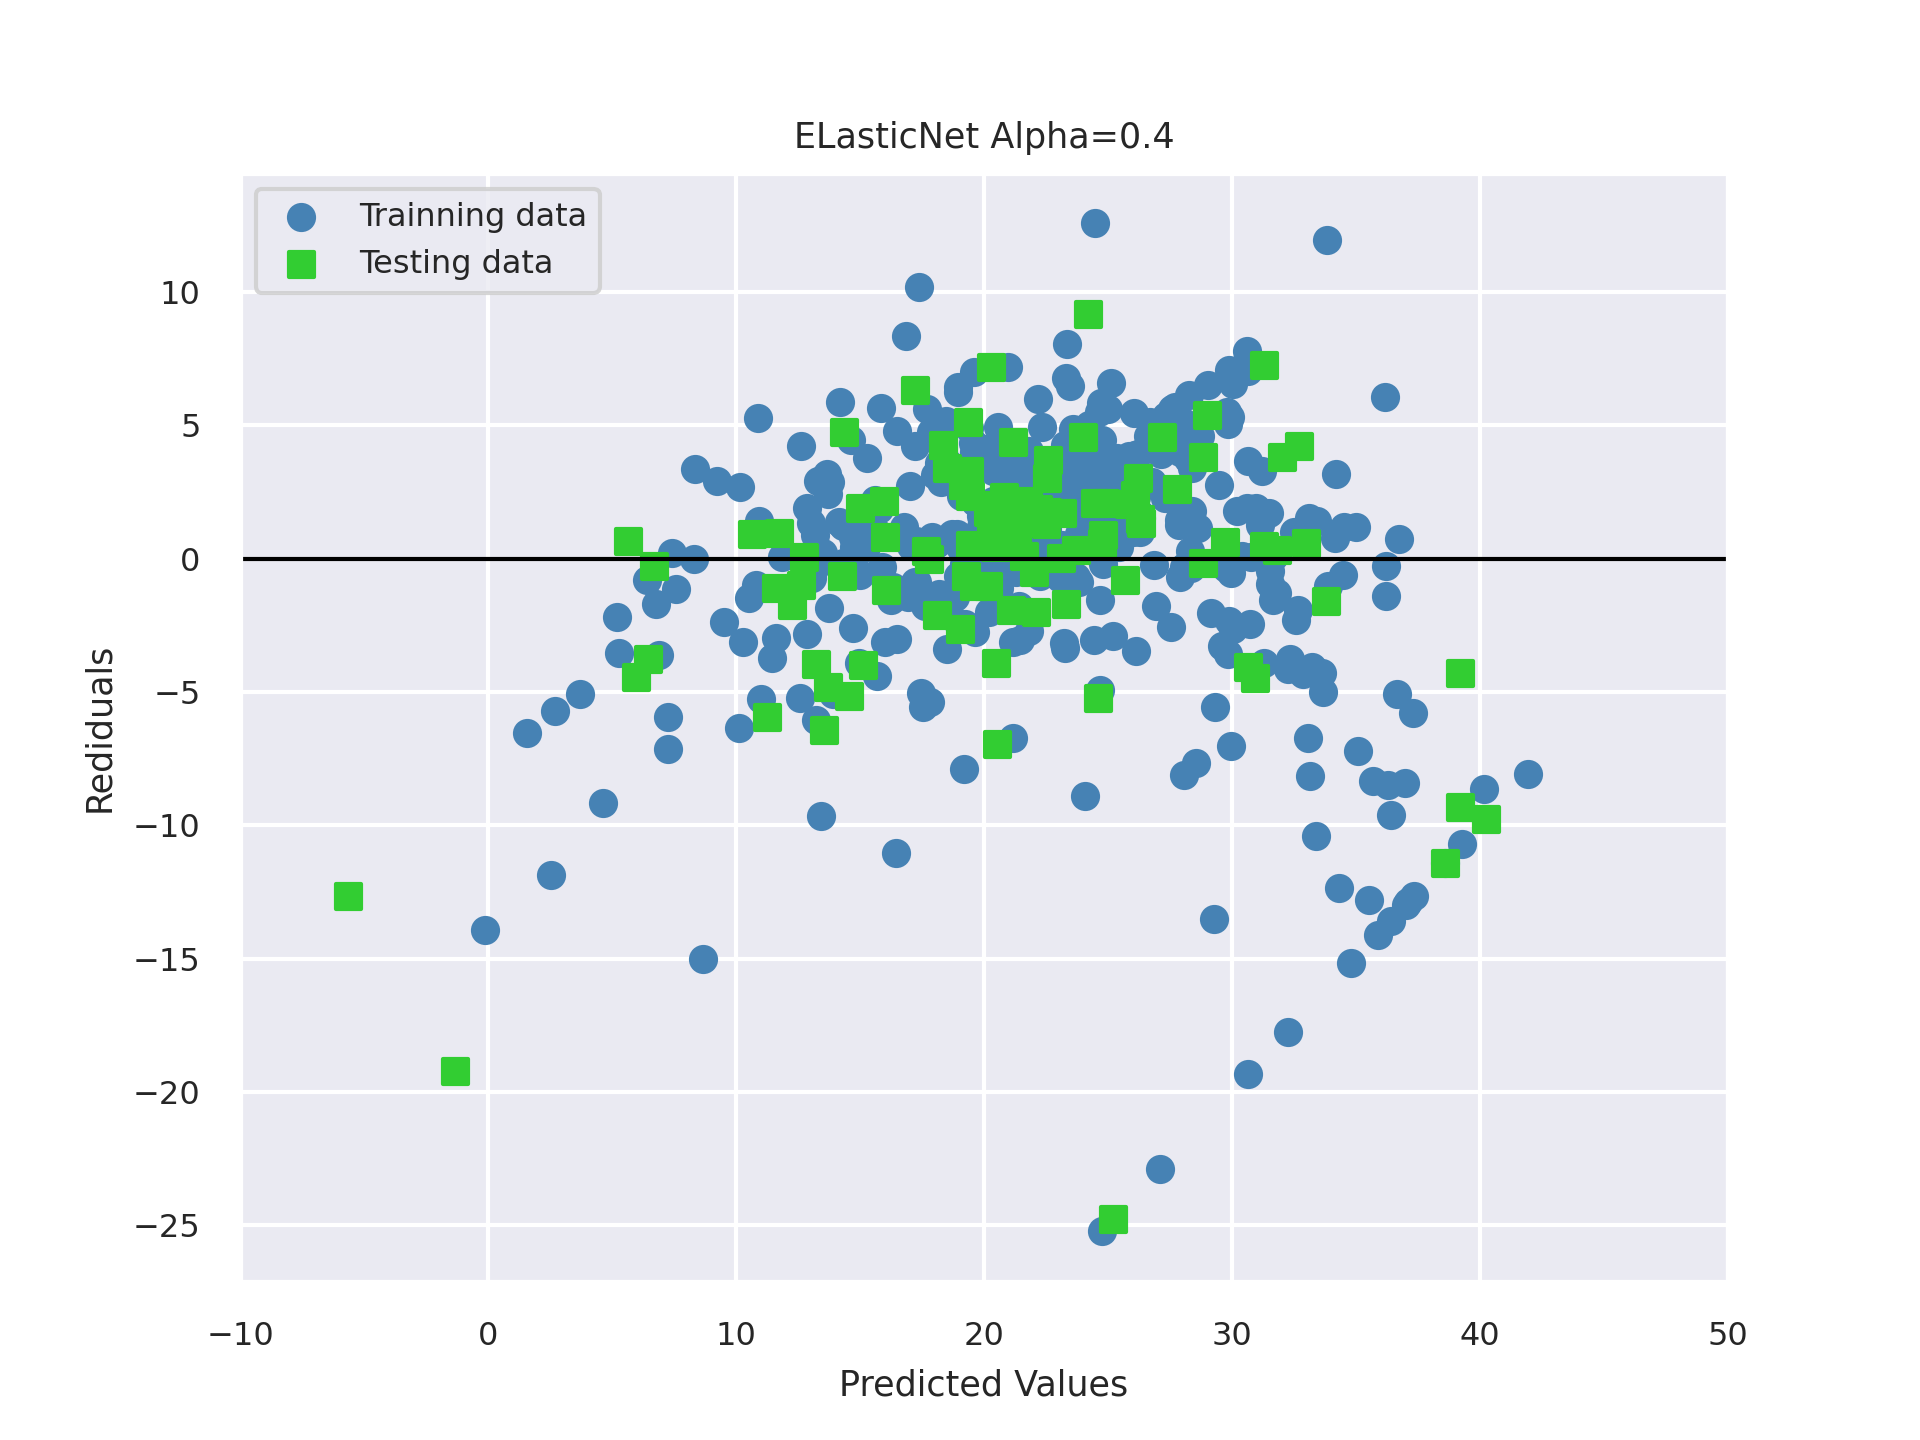 ELasticNet Alpha=0.4
Trainning data
Testing data
10
5
0
−5
−10
−15
−20
−25
Rediduals
−10 0 10 20 30 40 50
Predicted Values